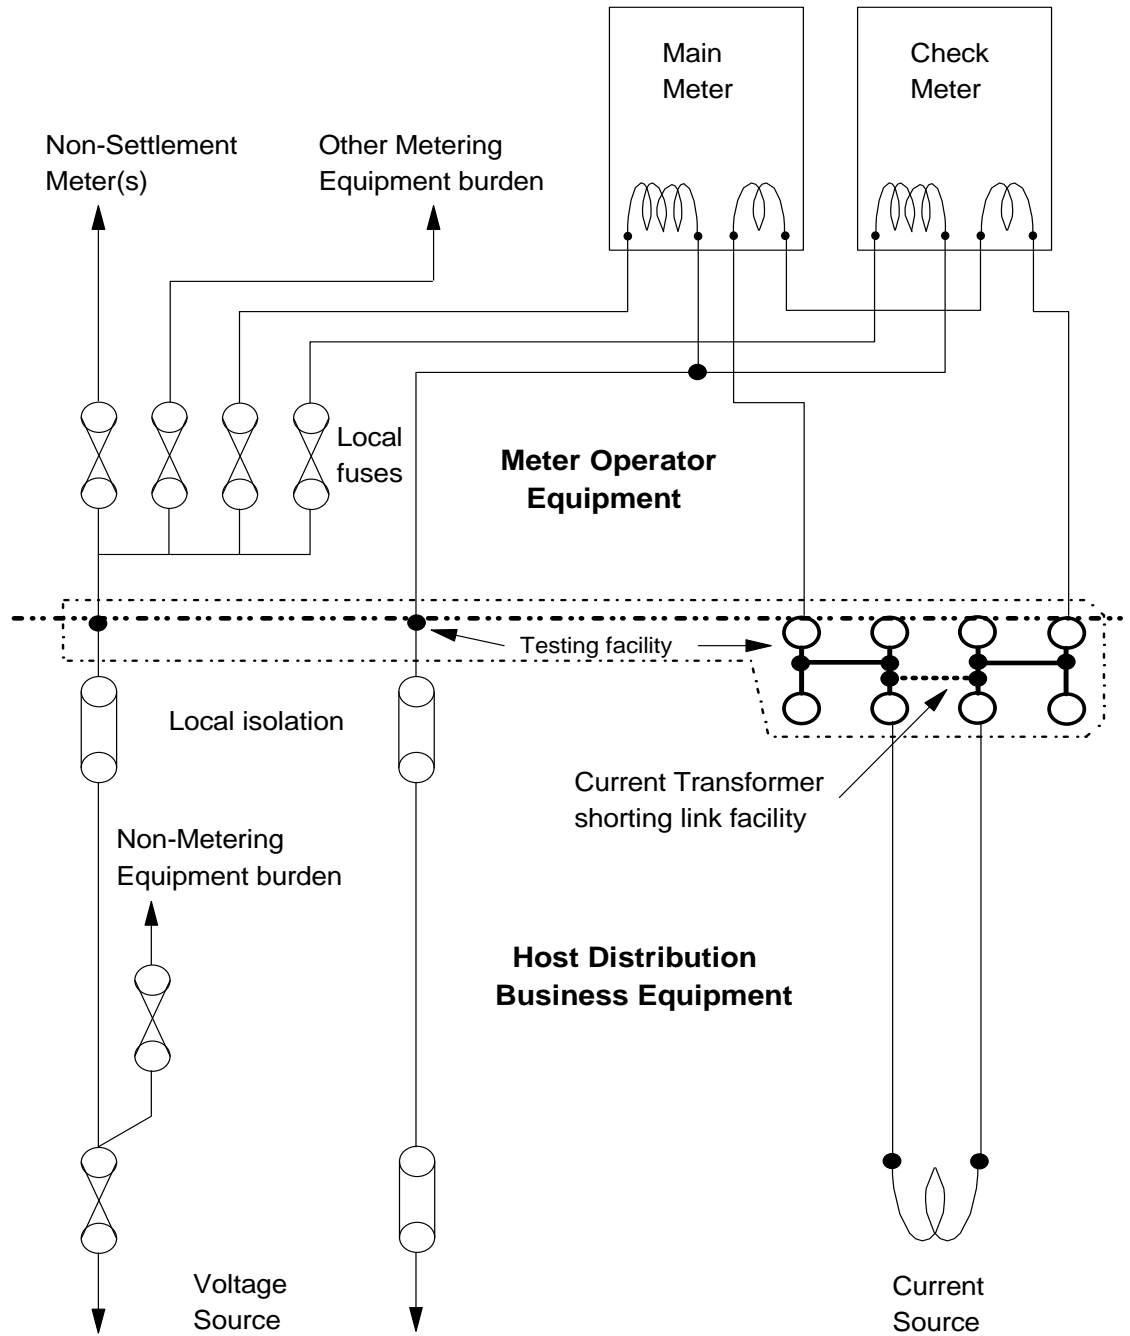 Main
Meter
Check
Meter
Non-Settlement
Meter(s)
Other Metering
Equipment burden
Local
fuses
Meter Operator
Equipment
Testing facility
Local isolation
Current Transformer
shorting link facility
Non-Metering
Equipment burden
Host Distribution
Business Equipment
Voltage
Source
Current
Source